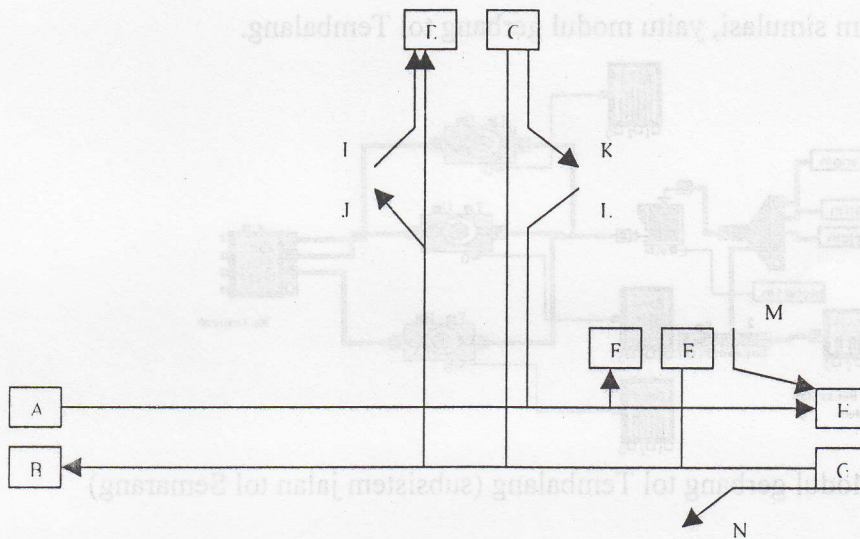 m simulasi, yaitu modul gerbang tol Tembalang.
D
C
I
K
J
L
M
F
E
A
H
B
G
Modul gerbang tol Tembalang (subsistem jalan tol Semarang)
N